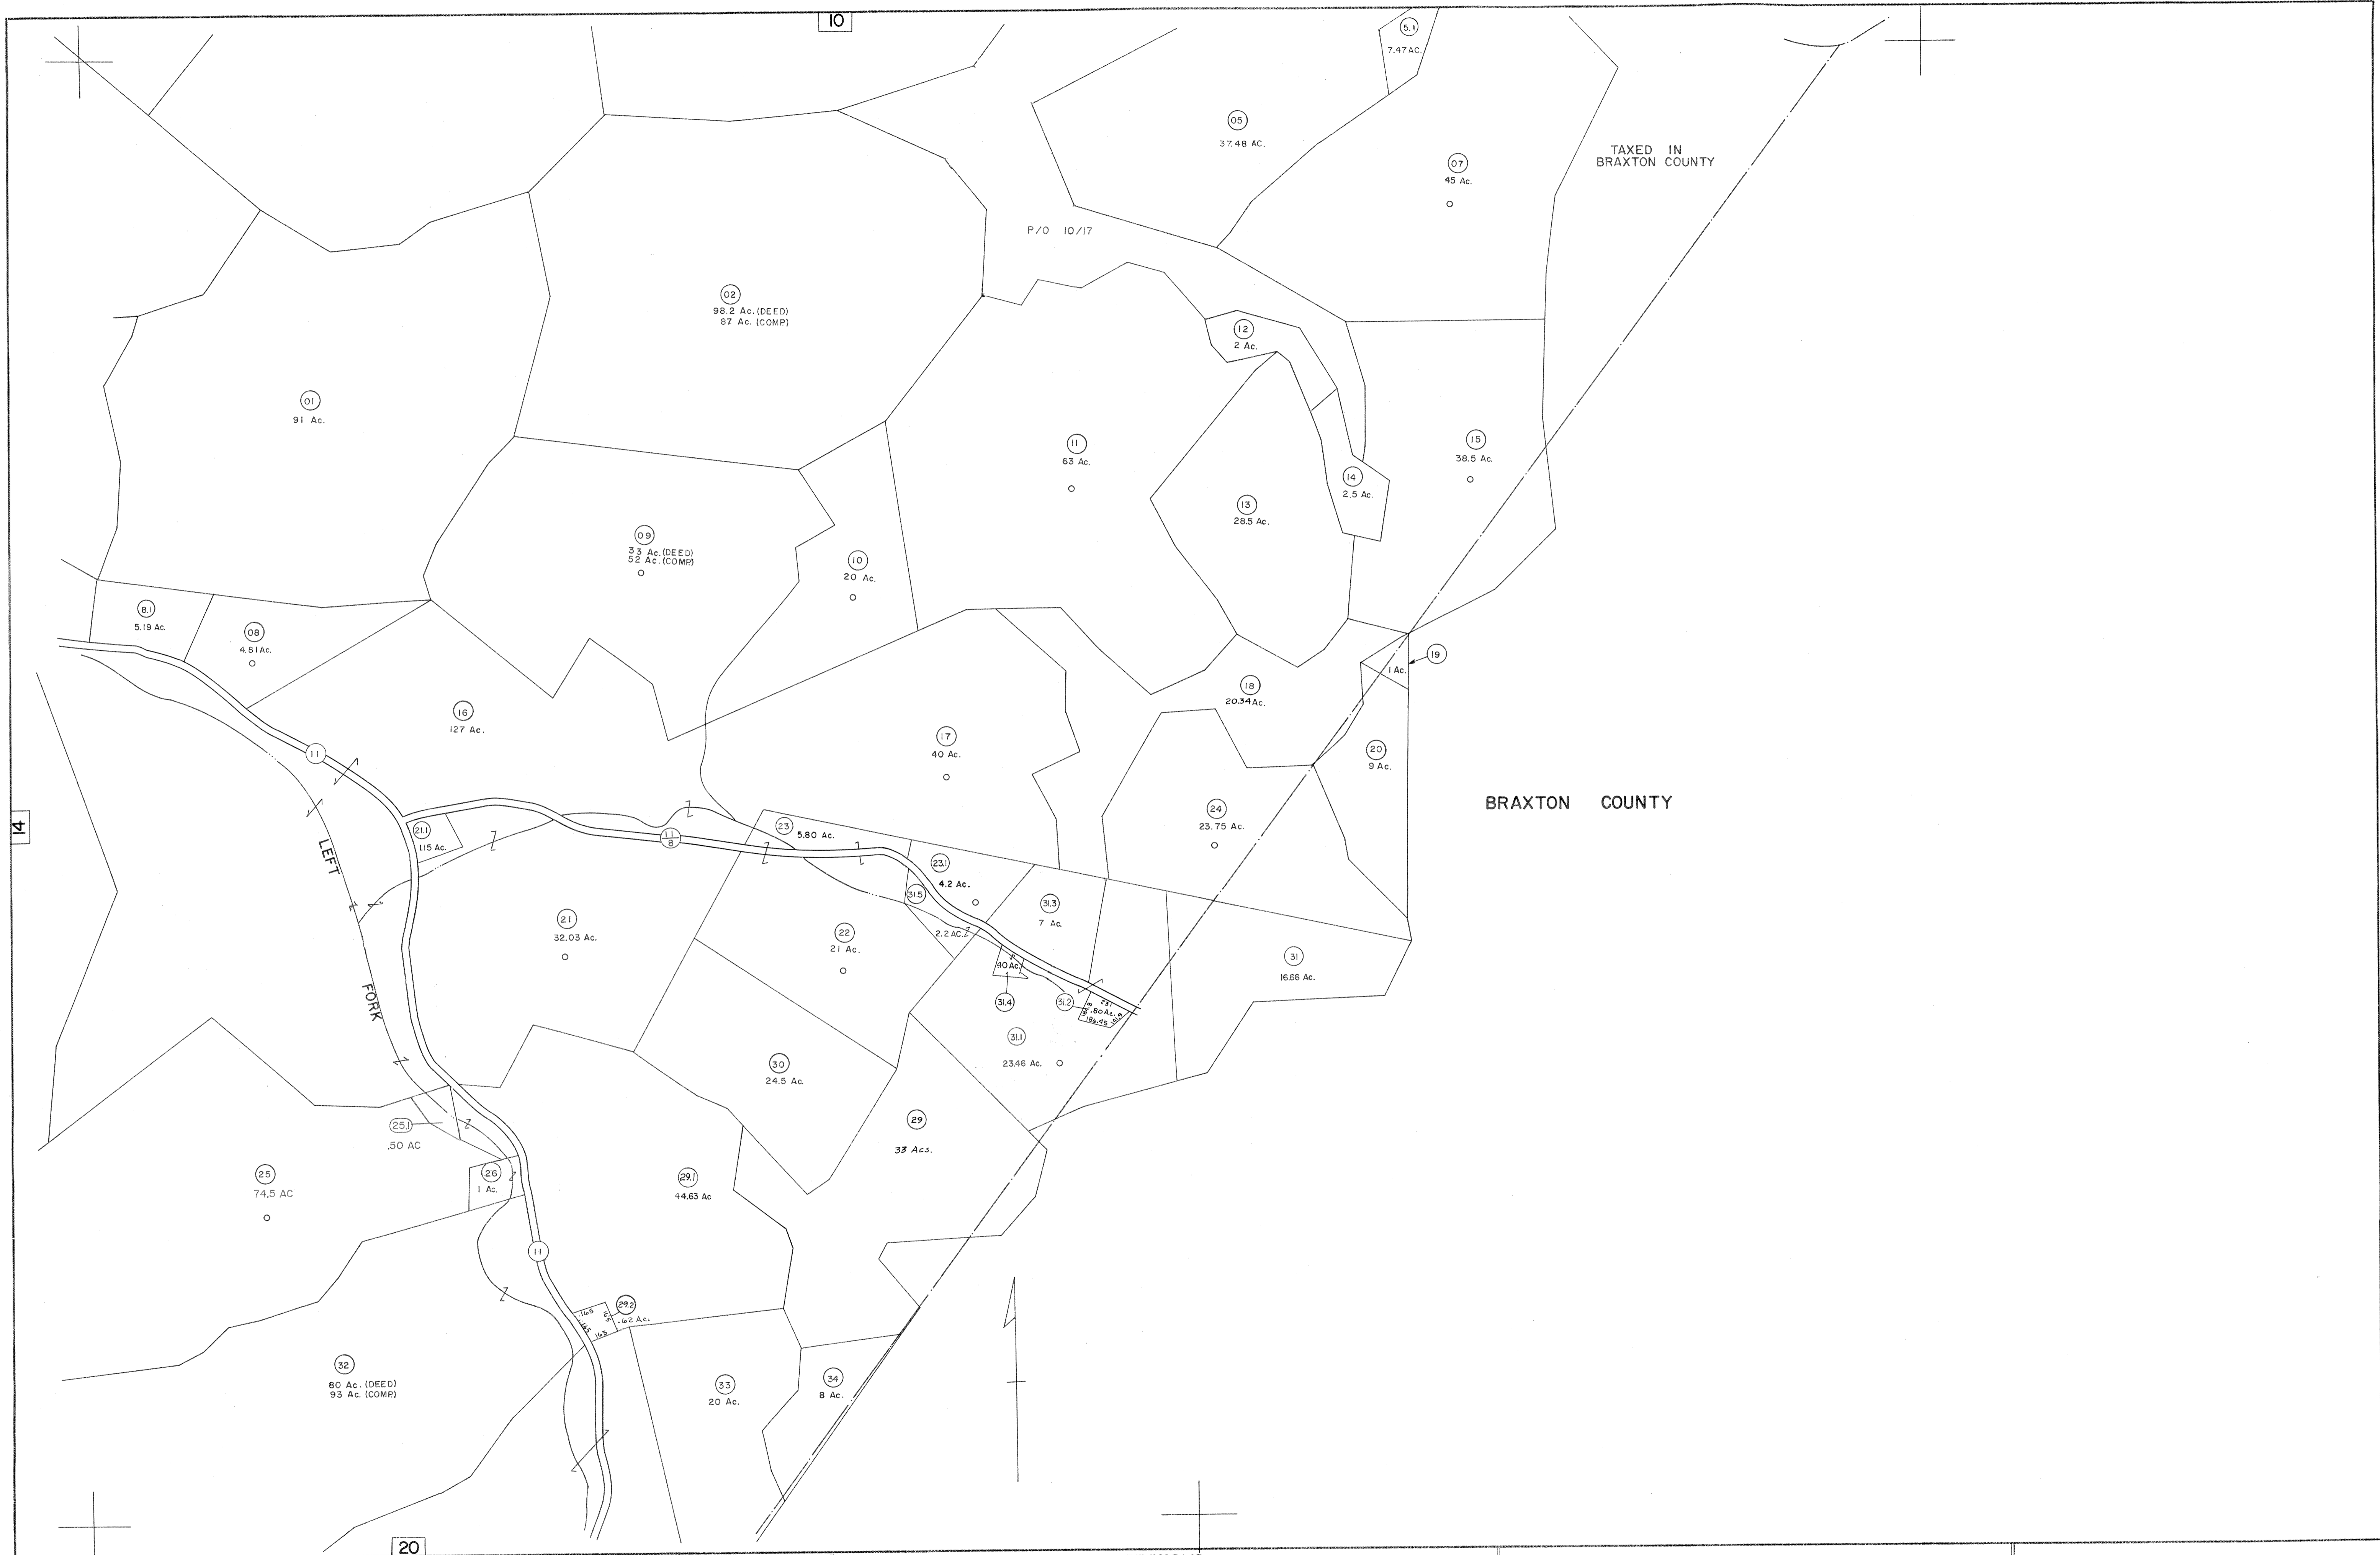 10
5.1
7.47 AC.
05
37.48 AC.
07
45 Ac.
TAXED IN
BRAXTON COUNTY
P/O 10/17
02
98.2 Ac. (DEED)
87 Ac. (COMP.)
12
2 Ac.
01
91 Ac.
11
63 Ac.
15
38.5 Ac.
14
2.5 Ac.
13
28.5 Ac.
09
33 Ac. (DEED)
52 Ac. (COMP.)
10
20 Ac.
8.1
5.19 Ac.
08
4.81 Ac.
19
1 Ac.
18
20.34 Ac.
16
127 Ac.
17
40 Ac.
11
20
9 Ac.
BRAXTON COUNTY
14
24
23.75 Ac.
21.1
1.15 Ac.
11
8
23
5.80 Ac.
LEFT
FORK
23.1
4.2 Ac.
31.5
2.2 AC.
31.3
7 Ac.
21
32.03 Ac.
22
21 Ac.
31
16.66 Ac.
.40 Ac.
31.4
31.2
231
.80 Ac.
186.45
31.1
23.46 Ac.
30
24.5 Ac.
29
33 Acs.
25.1
.50 AC
25
74.5 AC
26
1 Ac.
29.1
44.63 Ac
11
29.2
.62 Ac.
165
165
165
165
32
80 Ac. (DEED)
93 Ac. (COMP.)
33
20 Ac.
34
8 Ac.
20